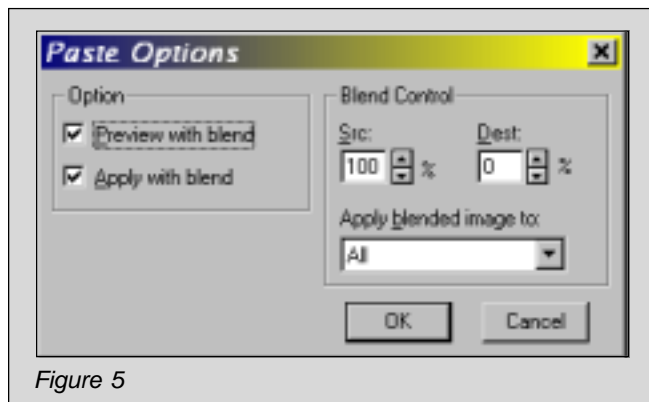 Paste Options
Option
Preview with blend
Apply with blend
Blend Control
Src: Dest:
100 % 0 %
Apply blended image to:
All
OK Cancel
Figure 5